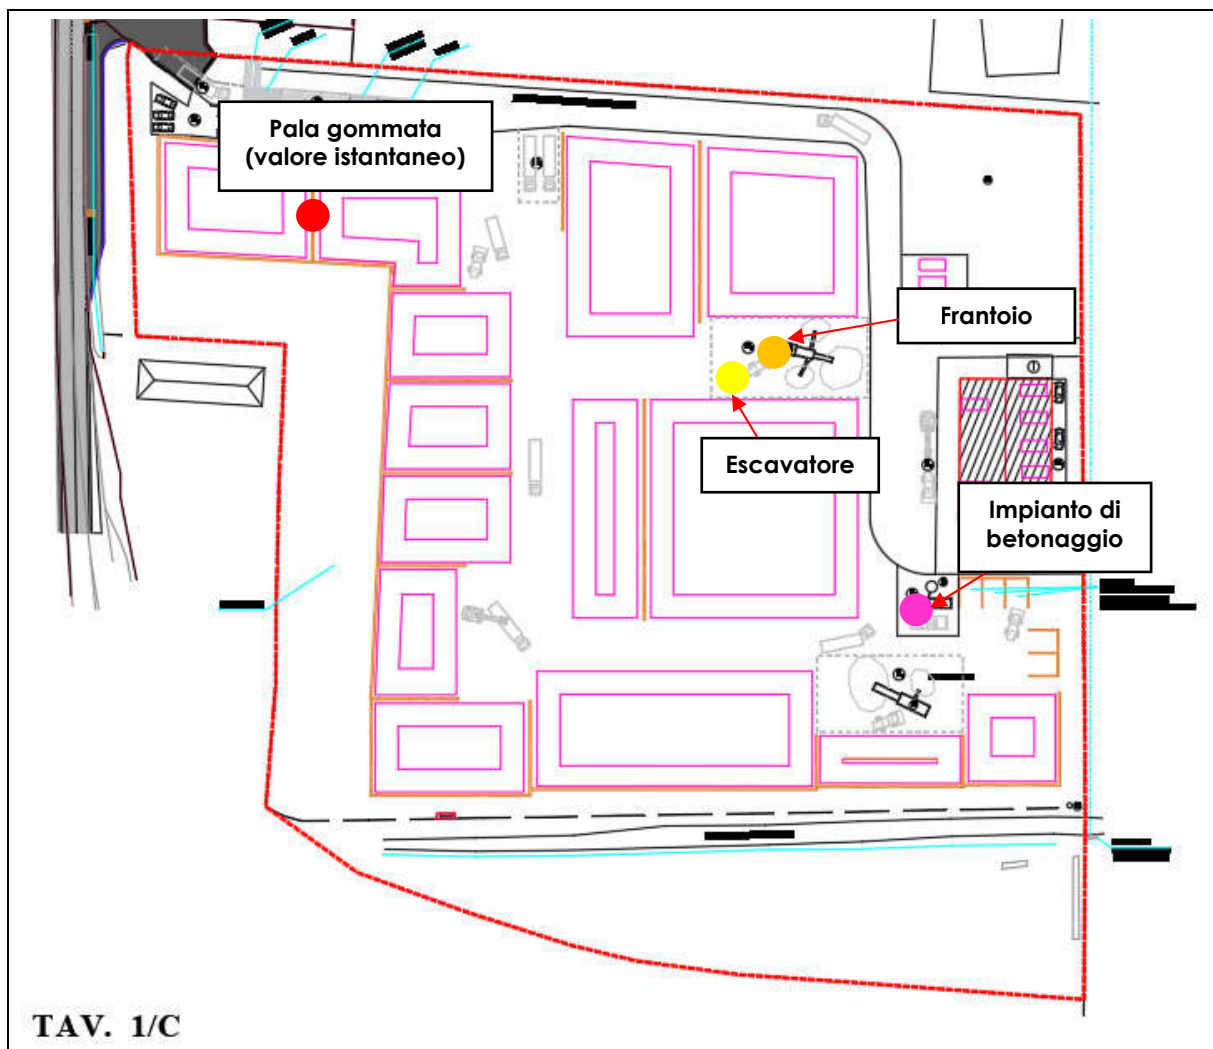 Pala gommata
(valore istantaneo)
Frantoio
Escavatore
Impianto di
betonaggio
TAV. 1/C